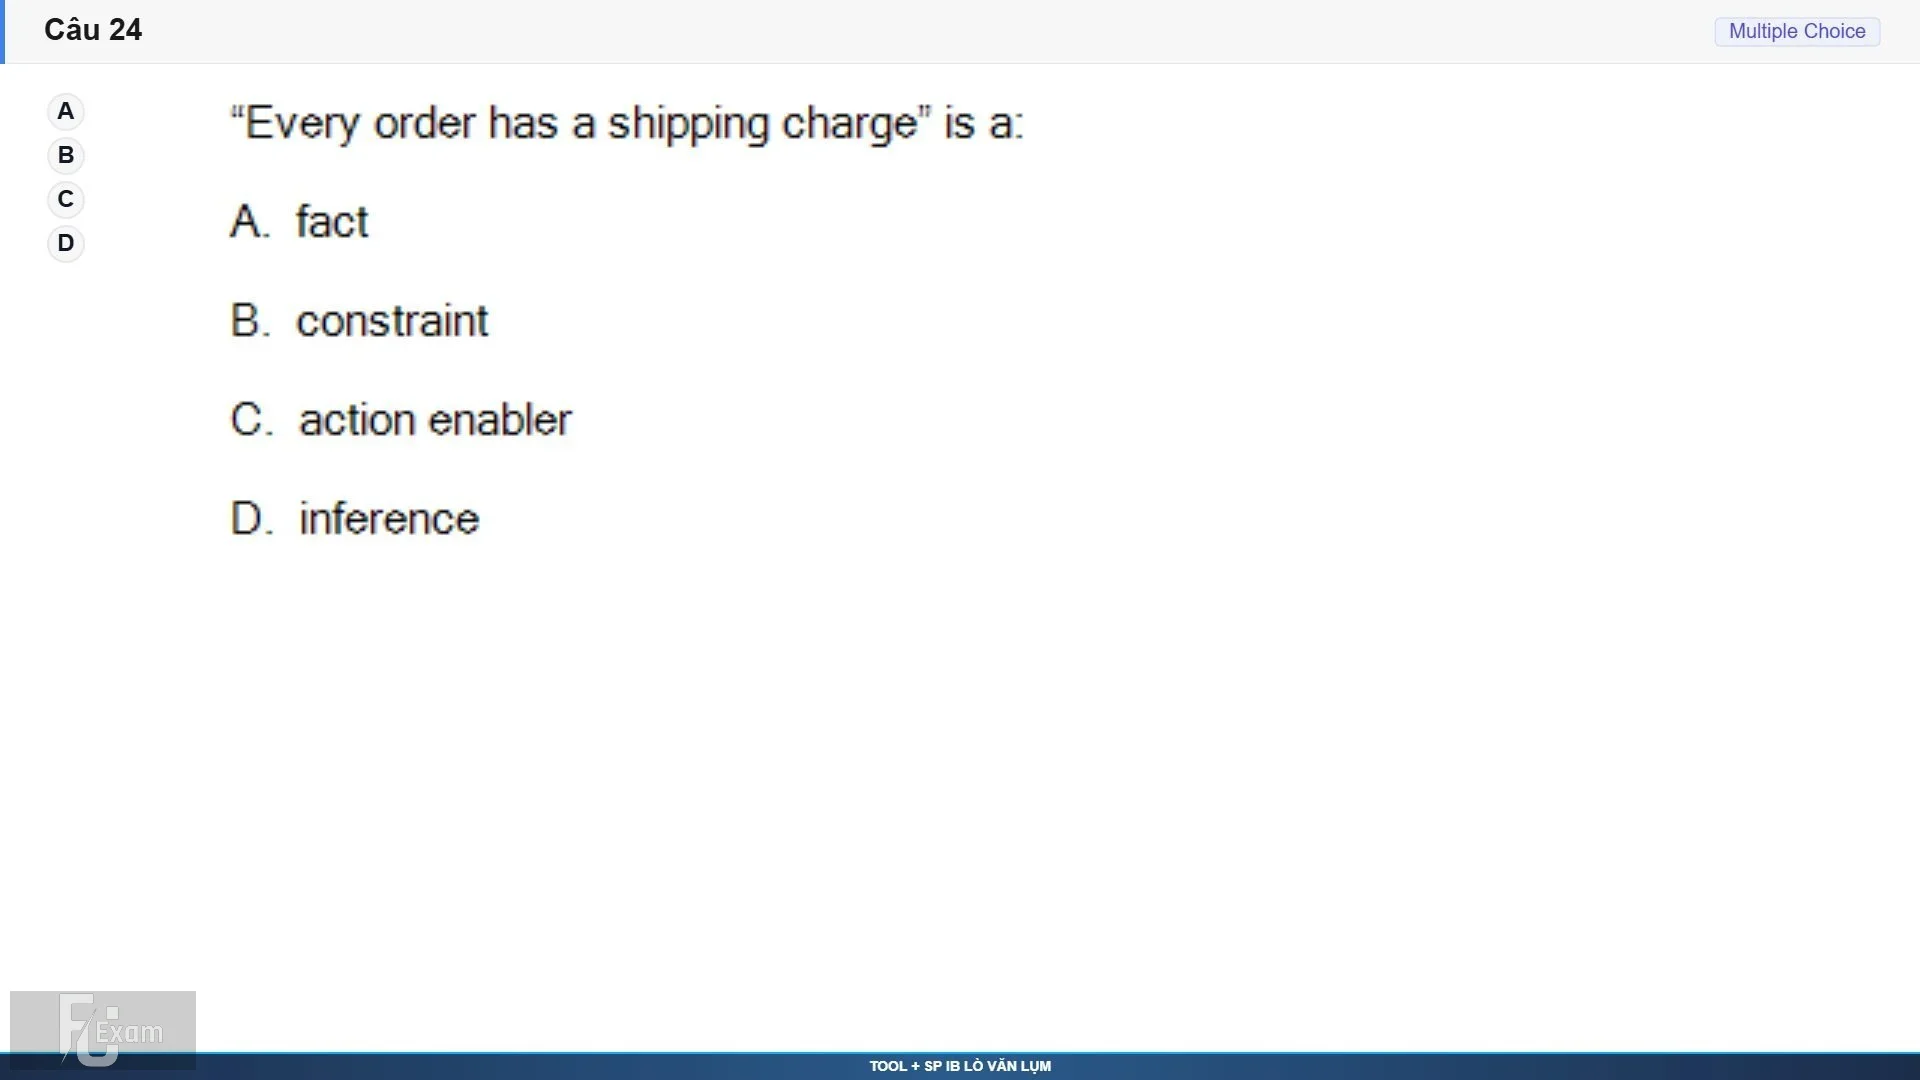 Câu 24
Multiple Choice
A
B
C
D
“Every order has a shipping charge” is a:
A. fact
B. constraint
C. action enabler
D. inference
FU Exam
TOOL + SP IB LÒ VĂN LỤM